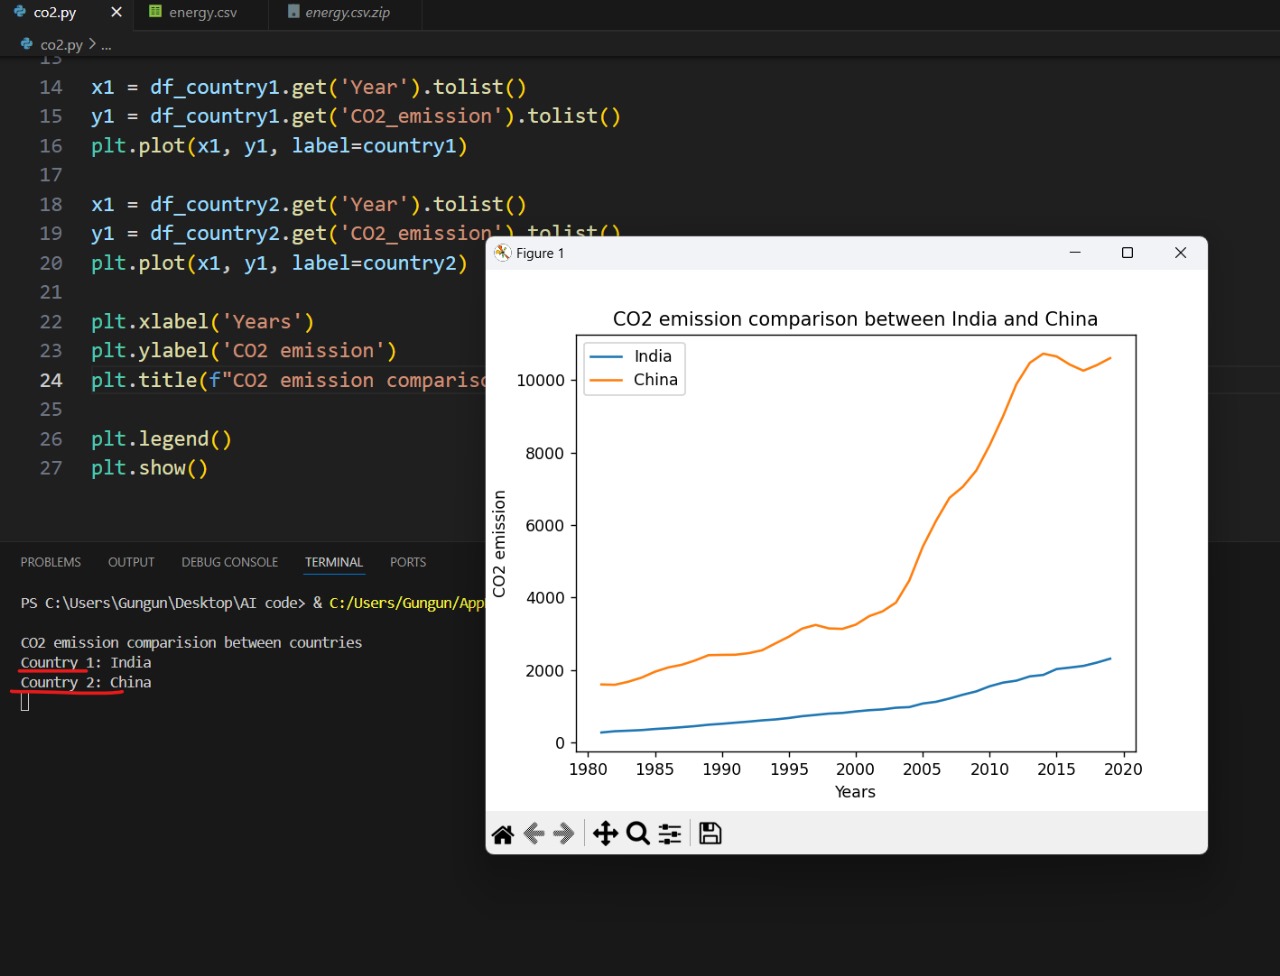 co2.py
energy.csv
energy.csv.zip
co2.py > ...
13
14 x1 = df_country1.get('Year').tolist()
15 y1 = df_country1.get('CO2_emission').tolist()
16 plt.plot(x1, y1, label=country1)
17
18 x1 = df_country2.get('Year').tolist()
19 y1 = df_country2.get('CO2_emission').tolist()
20 plt.plot(x1, y1, label=country2)
21
22 plt.xlabel('Years')
23 plt.ylabel('CO2 emission')
24 plt.title(f"CO2 emission comparis
25
26 plt.legend()
27 plt.show()
Figure 1
CO2 emission comparison between India and China
India
China
10000
8000
6000
4000
2000
0
CO2 emission
1980 1985 1990 1995 2000 2005 2010 2015 2020
Years
PROBLEMS OUTPUT DEBUG CONSOLE TERMINAL PORTS
PS C:\Users\Gungun\Desktop\AI code> & C:/Users/Gungun/App
CO2 emission comparision between countries
Country 1: India
Country 2: China